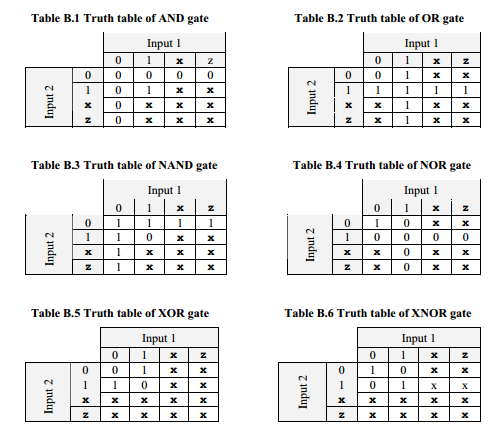 Table B.1 Truth table of AND gate
Input 1
0 1 x z
Input 2
0 0 0 0 0
1 0 1 x x
x 0 x x x
z 0 x x x
Table B.2 Truth table of OR gate
Input 1
0 1 x z
Input 2
0 0 1 x x
1 1 1 1 1
x x 1 x x
z x 1 x x
Table B.3 Truth table of NAND gate
Input 1
0 1 x z
Input 2
0 1 1 1 1
1 1 0 x x
x 1 x x x
z 1 x x x
Table B.4 Truth table of NOR gate
Input 1
0 1 x z
Input 2
0 1 0 x x
1 0 0 0 0
x x 0 x x
z x 0 x x
Table B.5 Truth table of XOR gate
Input 1
0 1 x z
Input 2
0 0 1 x x
1 1 0 x x
x x x x x
z x x x x
Table B.6 Truth table of XNOR gate
Input 1
0 1 x z
Input 2
0 1 0 x x
1 0 1 x x
x x x x x
z x x x x